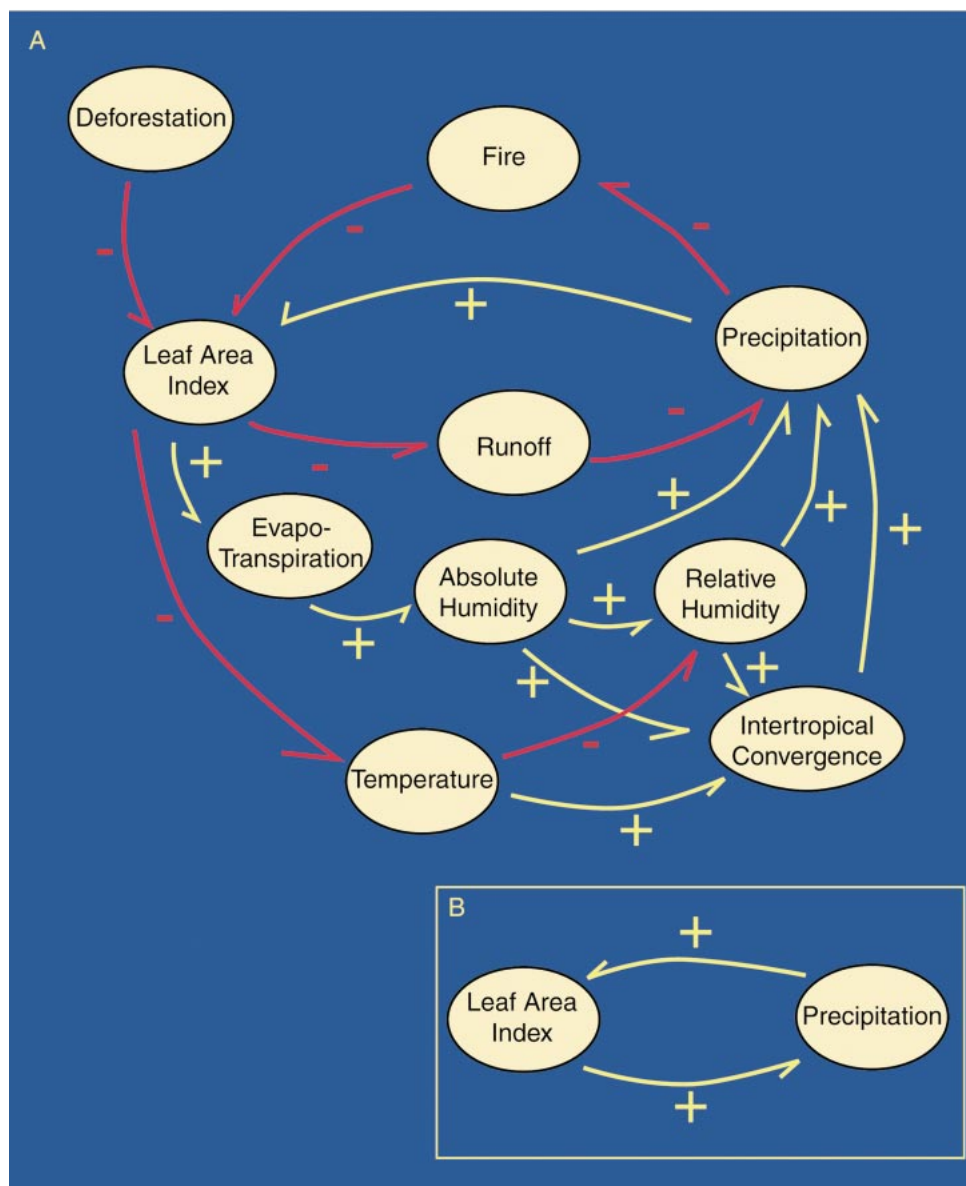 A
Deforestation
Fire
-
-
-
+
Precipitation
Leaf Area
Index
-
Runoff
-
+
+
+
+
Evapo-
Transpiration
Absolute
Humidity
Relative
Humidity
+
+
-
+
+
-
Intertropical
Convergence
Temperature
+
B
+
Leaf Area
Index
Precipitation
+